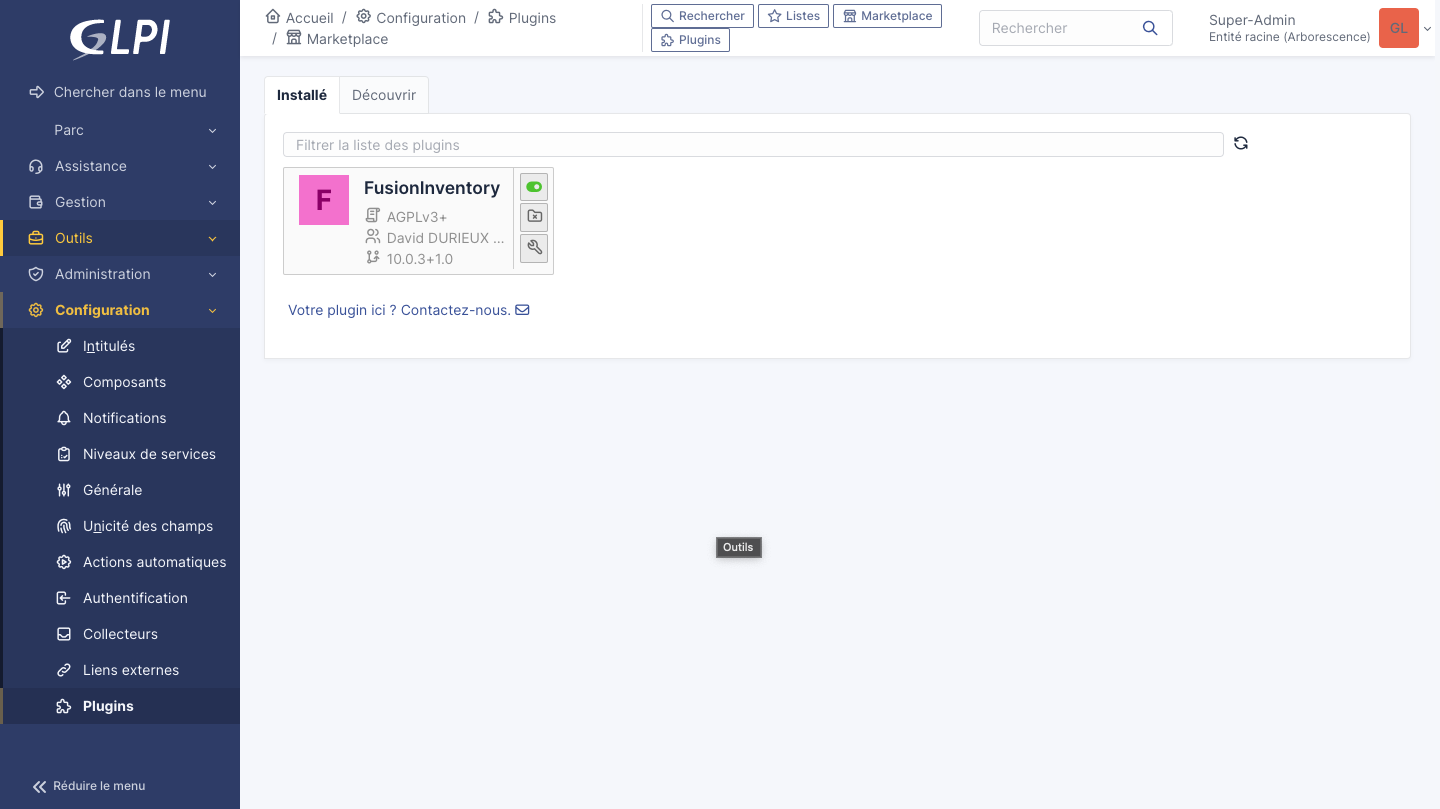 GLPI
Chercher dans le menu
Parc
Assistance
Gestion
Outils
Administration
Configuration
Intitulés
Composants
Notifications
Niveaux de services
Générale
Unicité des champs
Actions automatiques
Authentification
Collecteurs
Liens externes
Plugins
Réduire le menu
Accueil / Configuration / Plugins
/ Marketplace
Rechercher Listes Marketplace
Plugins
Rechercher
Super-Admin
Entité racine (Arborescence)
GL
Installé Découvrir
Filtrer la liste des plugins
F
FusionInventory
AGPLv3+
David DURIEUX ...
10.0.3+1.0
Votre plugin ici ? Contactez-nous.
Outils